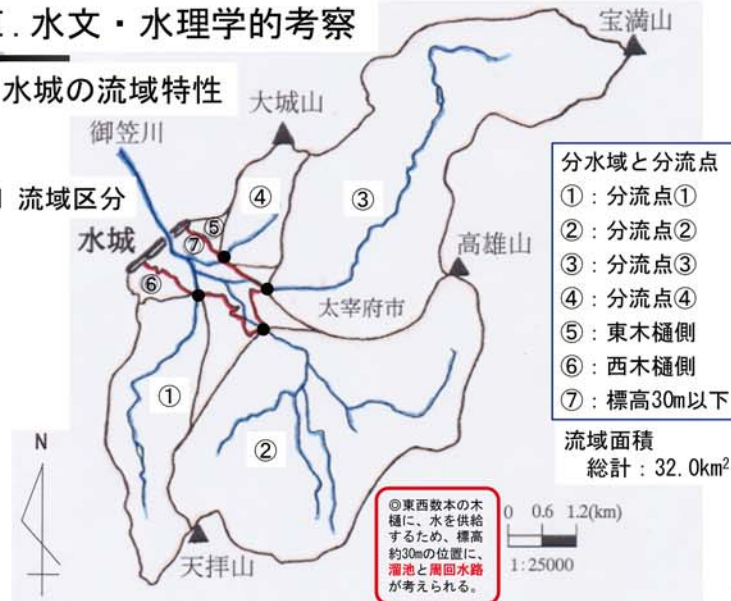 . 水文・水理学的考察
水城の流域特性
流域区分
宝満山
大城山
御笠川
水城
高雄山
太宰府市
天拝山
①
②
③
④
⑤
⑥
⑦
分水域と分流点
①：分流点①
②：分流点②
③：分流点③
④：分流点④
⑤：東木樋側
⑥：西木樋側
⑦：標高30m以下
流域面積
総計：32.0km²
N
◎東西数本の木
樋に、水を供給
するため、標高
約30mの位置に、
溜池と周回水路
が考えられる。
0 0.6 1.2(km)
1:25000